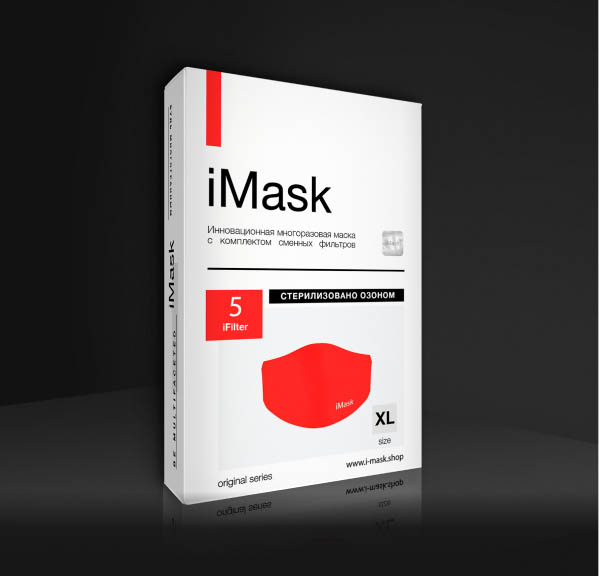 iMask
Инновационная многоразовая маска
с комплектом сменных фильтров
5
iFilter
СТЕРИЛИЗОВАНО ОЗОНОМ
iMask
XL
size
www.i-mask.shop
original series
BE MULTIFACETED
iMask